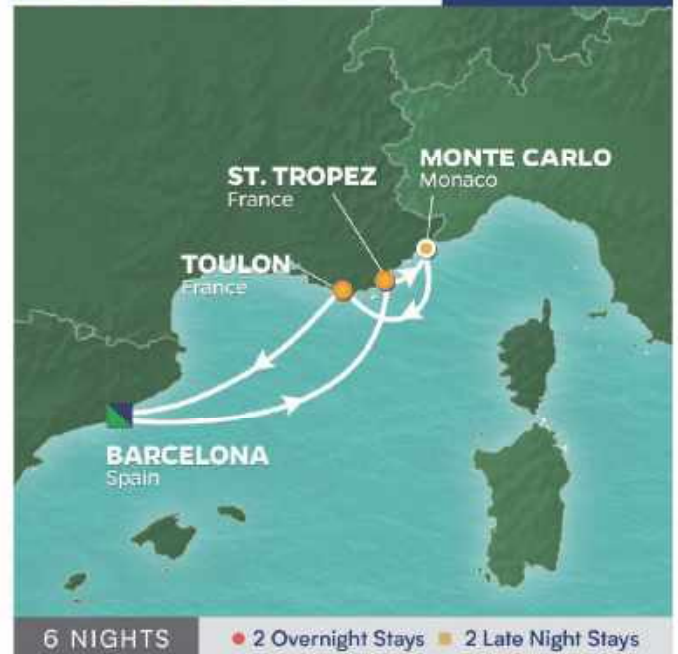 MONTE CARLO
Monaco
ST. TROPEZ
France
TOULON
France
BARCELONA
Spain
6 NIGHTS
2 Overnight Stays
2 Late Night Stays